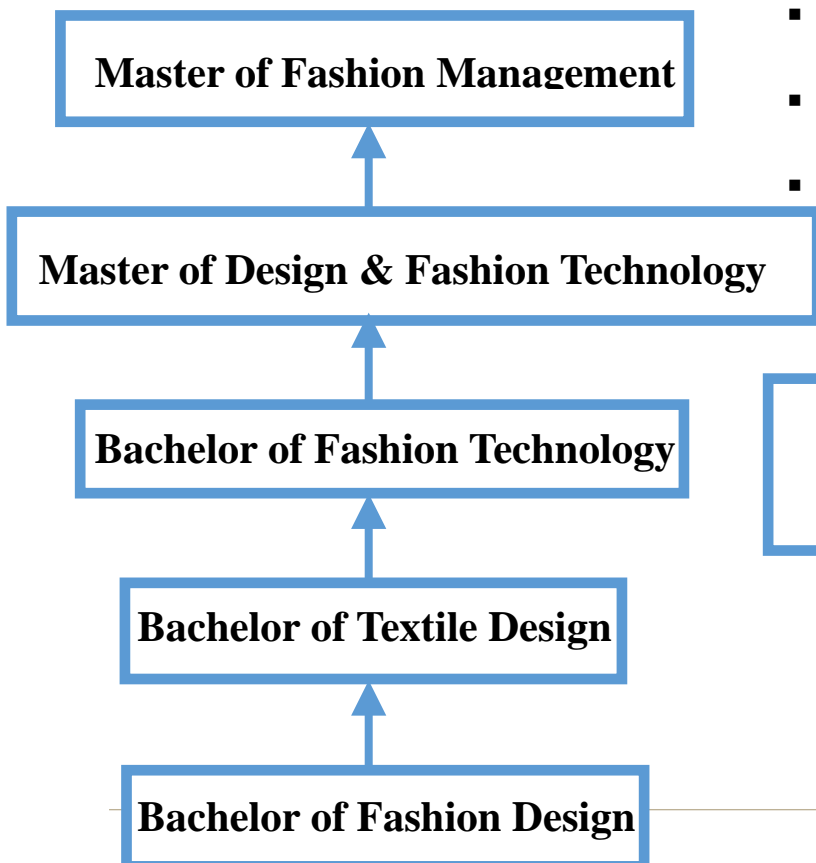 Master of Fashion Management
Master of Design & Fashion Technology
Bachelor of Fashion Technology
Bachelor of Textile Design
Bachelor of Fashion Design